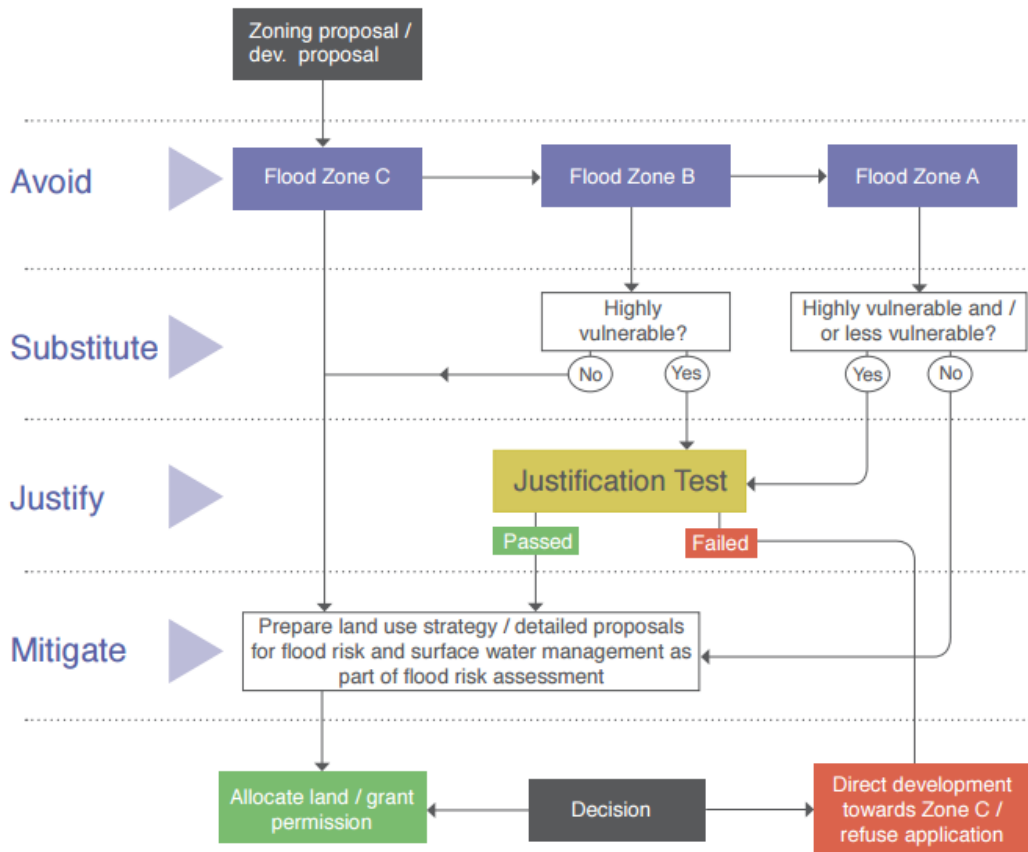 Zoning proposal /
dev. proposal
Avoid
Flood Zone C
Flood Zone B
Flood Zone A
Substitute
Highly
vulnerable?
No
Yes
Highly vulnerable and /
or less vulnerable?
Yes
No
Justify
Justification Test
Passed
Failed
Mitigate
Prepare land use strategy / detailed proposals
for flood risk and surface water management as
part of flood risk assessment
Allocate land / grant
permission
Decision
Direct development
towards Zone C /
refuse application